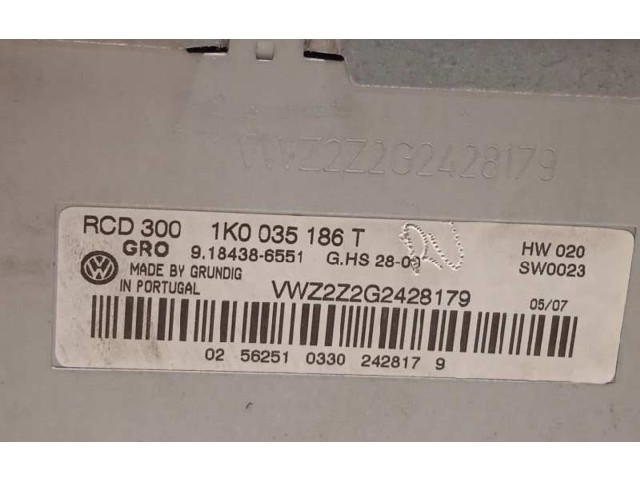 VWZ2Z2G2428179
RCD 300 1K0 035 186 T
GRO 9.18438-6551 G.HS 28-09 HW 020
MADE BY GRUNDIG SW0023
IN PORTUGAL VWZ2Z2G2428179 05/07
02 56251 0330 242817 9